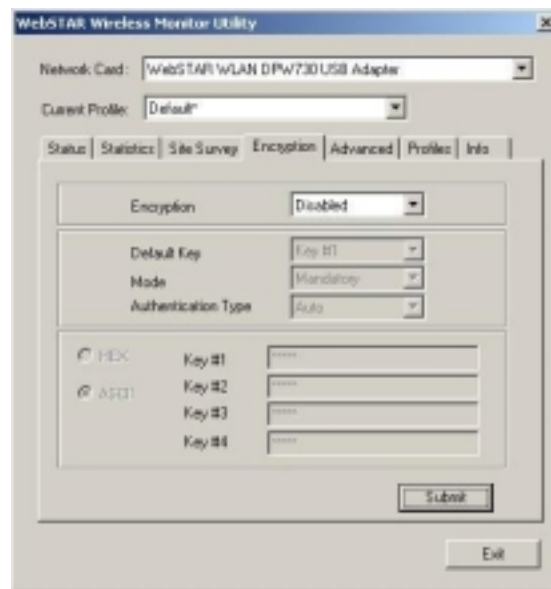 WebSTAR Wireless Monitor Utility
Network Card: WebSTAR WLAN DPW730 USB Adapter
Current Profile: Default*
Status Statistics Site Survey Encryption Advanced Profiles Info
Encryption Disabled
Default Key Key #1
Mode Mandatory
Authentication Type Auto
HEX
ASCII
Key #1 *****
Key #2 *****
Key #3 *****
Key #4 *****
Submit
Exit